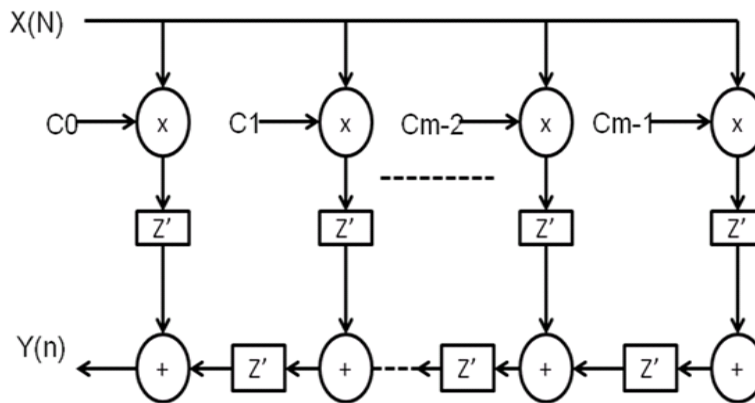 X(N)
C0 x C1 x Cm-2 x Cm-1 x
Z' Z' Z' Z'
Y(n) + Z' + Z' + Z' +